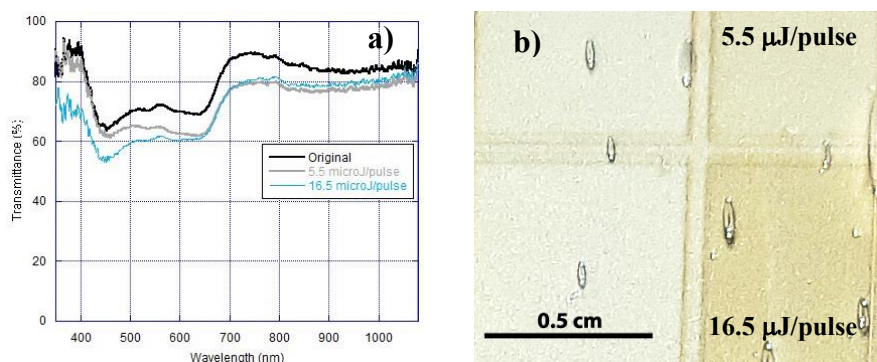 a)
100
80
60
40
20
0
Transmittance (%)
Original
5.5 microJ/pulse
16.5 microJ/pulse
400 500 600 700 800 900 1000
Wavelength (nm)
b)
5.5 μJ/pulse
0.5 cm
16.5 μJ/pulse